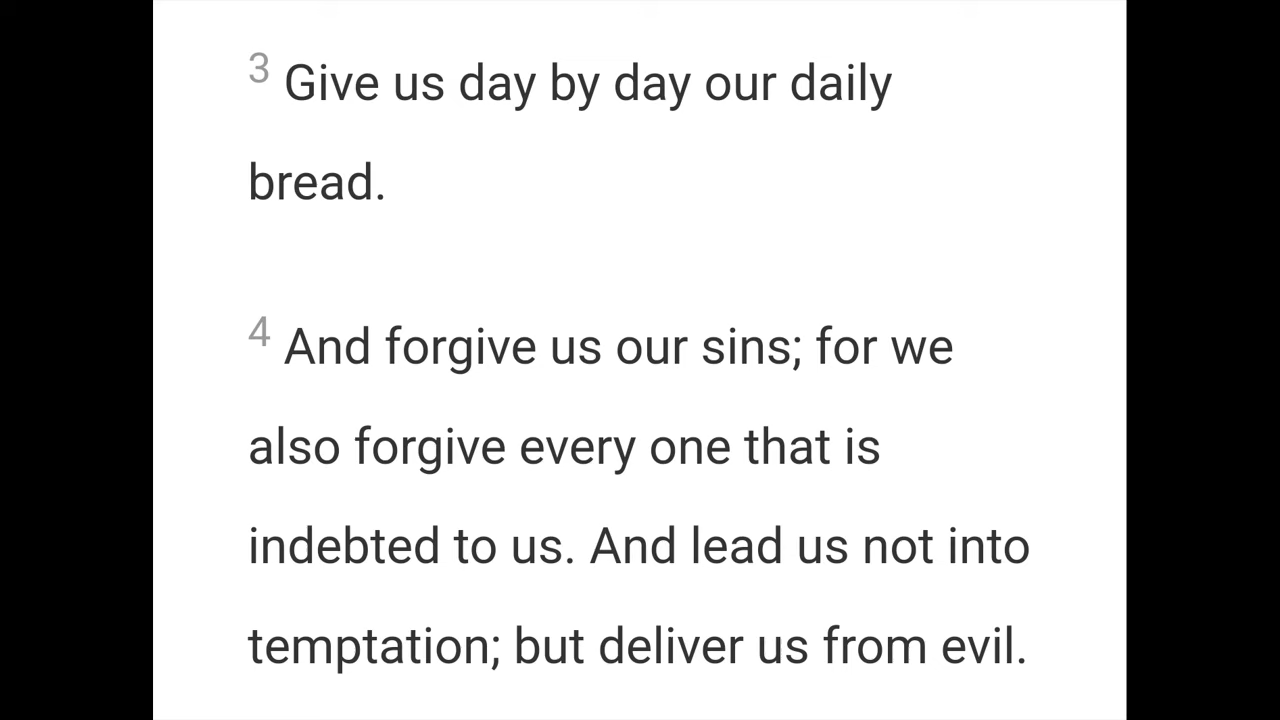 3 Give us day by day our daily
bread.
4 And forgive us our sins; for we
also forgive every one that is
indebted to us. And lead us not into
temptation; but deliver us from evil.